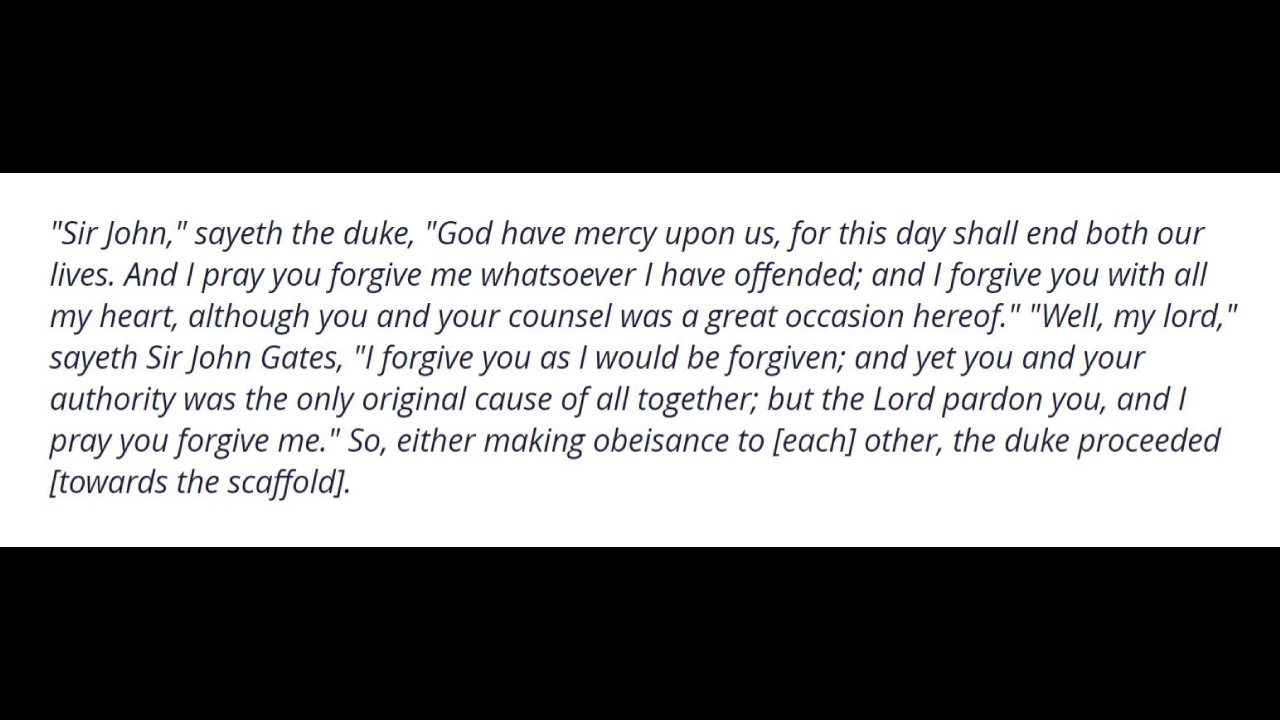 "Sir John," sayeth the duke, "God have mercy upon us, for this day shall end both our
lives. And I pray you forgive me whatsoever I have offended; and I forgive you with all
my heart, although you and your counsel was a great occasion hereof." "Well, my lord,"
sayeth Sir John Gates, "I forgive you as I would be forgiven; and yet you and your
authority was the only original cause of all together; but the Lord pardon you, and I
pray you forgive me." So, either making obeisance to [each] other, the duke proceeded
[towards the scaffold].